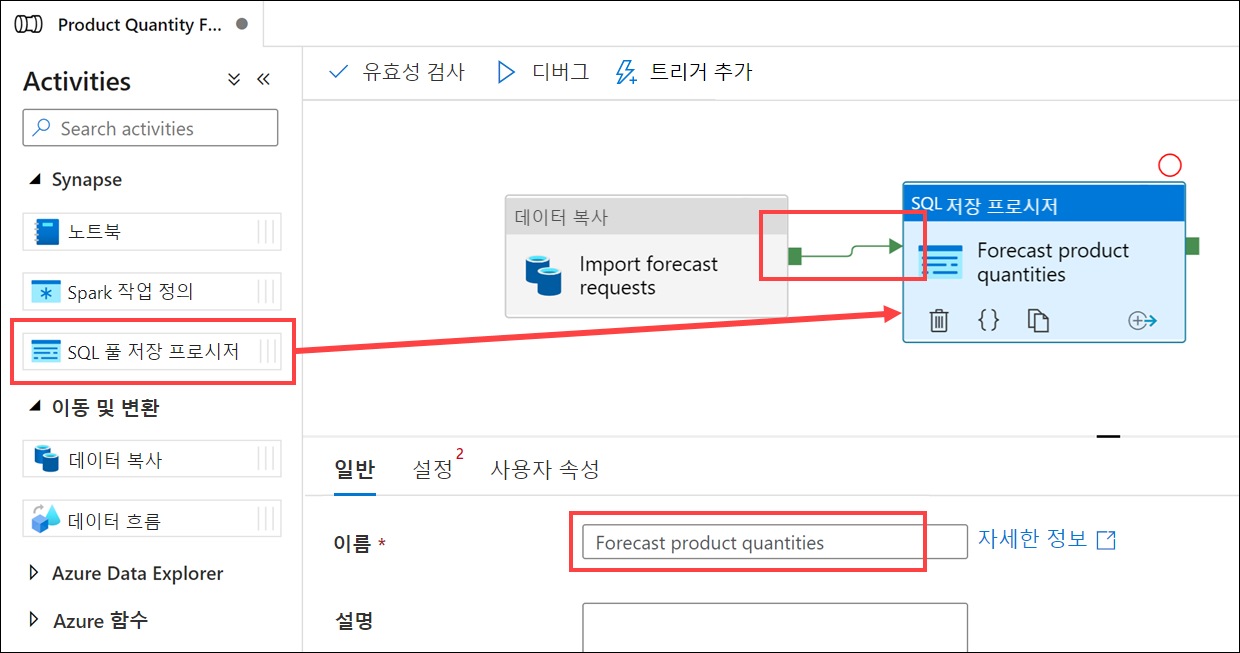 Product Quantity F...
Activities
Search activities
Synapse
노트북
Spark 작업 정의
SQL 풀 저장 프로시저
이동 및 변환
데이터 복사
데이터 흐름
Azure Data Explorer
Azure 함수
유효성 검사
디버그
트리거 추가
데이터 복사
Import forecast
requests
SQL 저장 프로시저
Forecast product
quantities
{}
일반
설정 2
사용자 속성
이름 *
Forecast product quantities
자세한 정보
설명